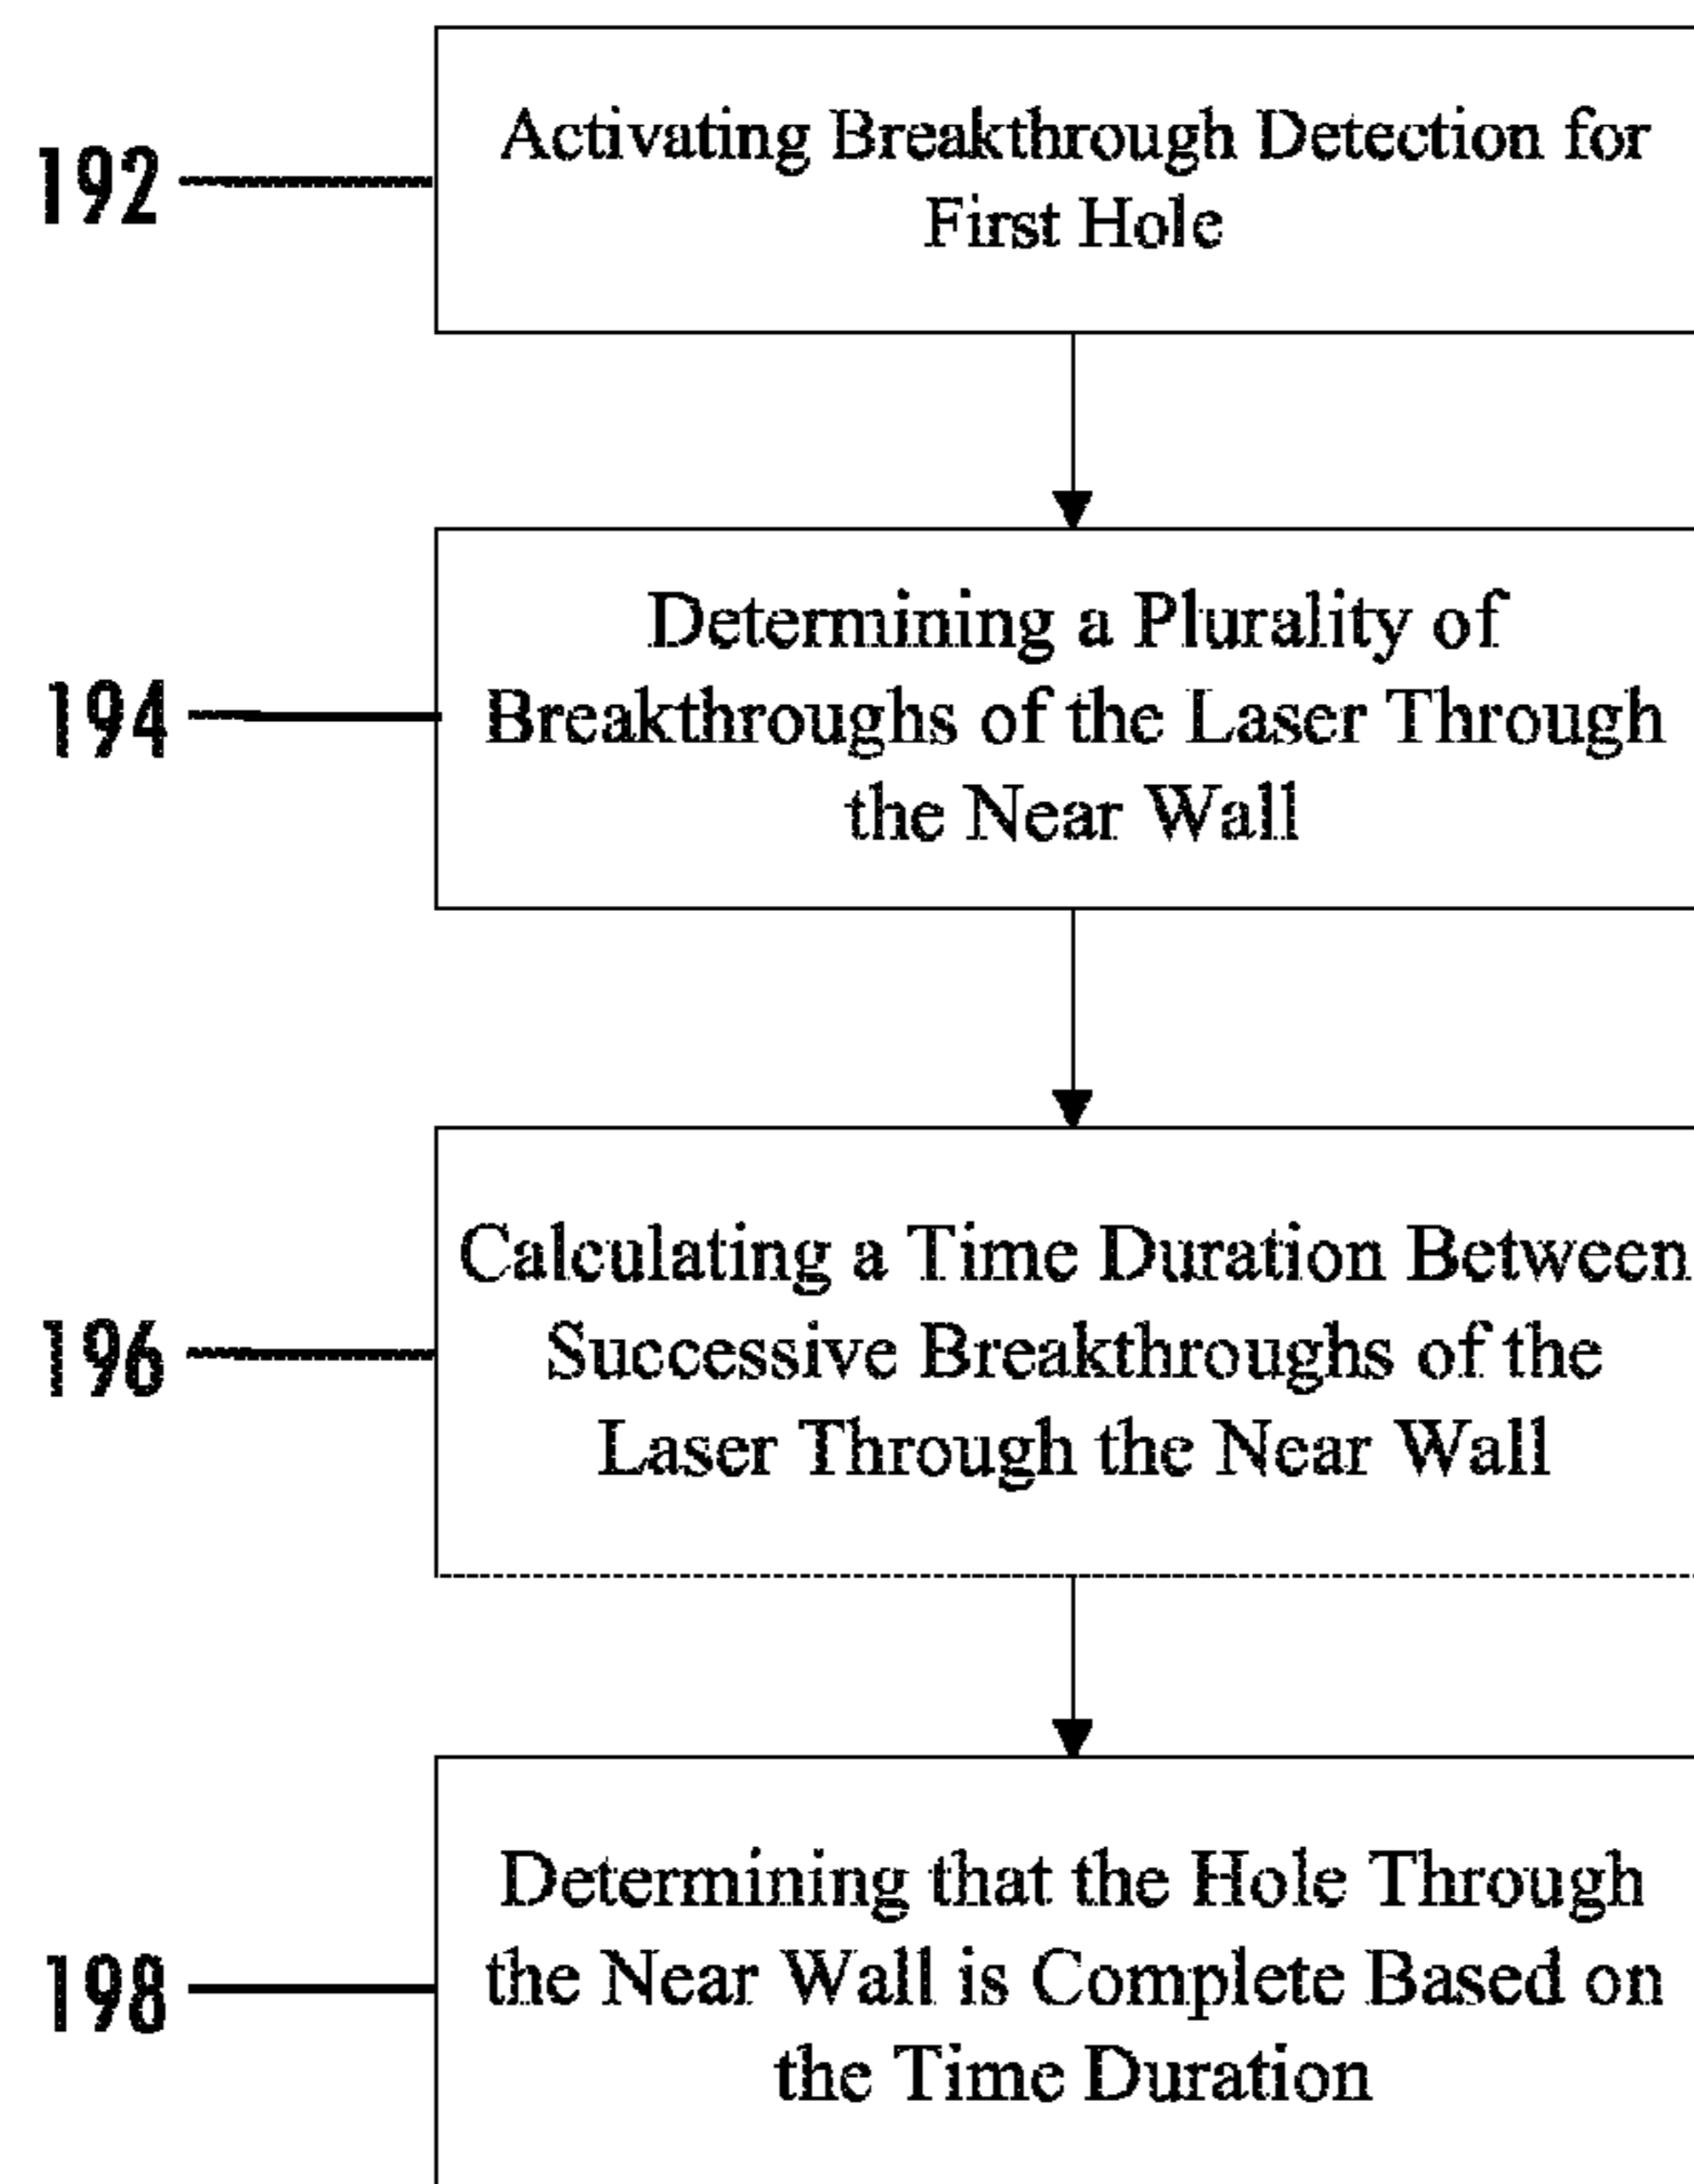 192
Activating Breakthrough Detection for
First Hole
194
Determining a Plurality of
Breakthroughs of the Laser Through
the Near Wall
196
Calculating a Time Duration Between
Successive Breakthroughs of the
Laser Through the Near Wall
198
Determining that the Hole Through
the Near Wall is Complete Based on
the Time Duration